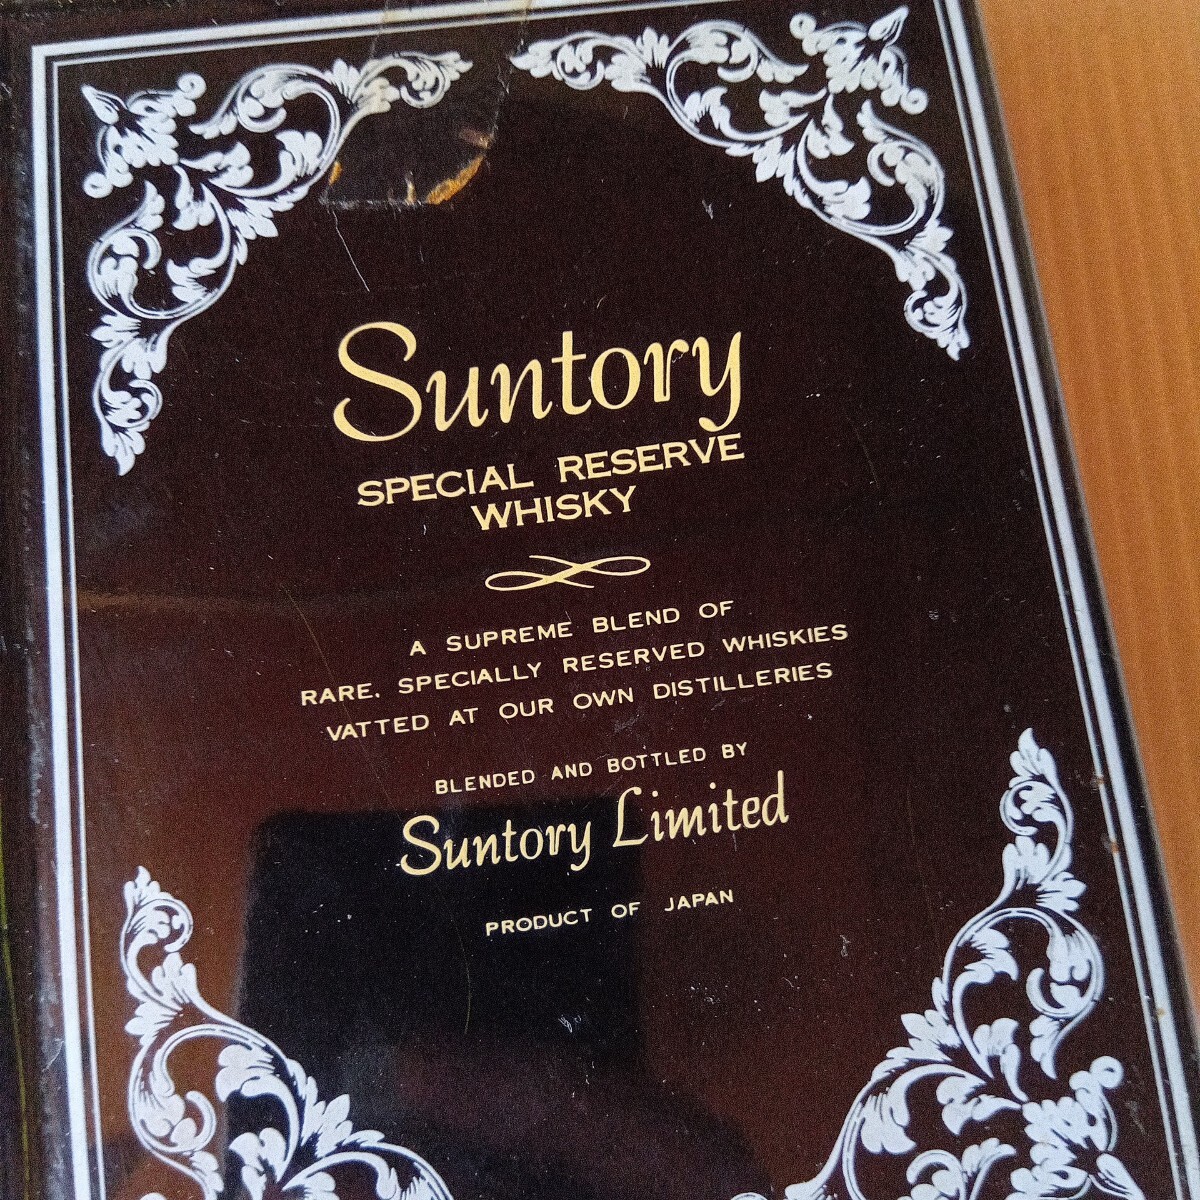 Suntory
SPECIAL RESERVE
WHISKY
A SUPREME BLEND OF
RARE, SPECIALLY RESERVED WHISKIES
VATTED AT OUR OWN DISTILLERIES
BLENDED AND BOTTLED BY
Suntory Limited
PRODUCT OF JAPAN